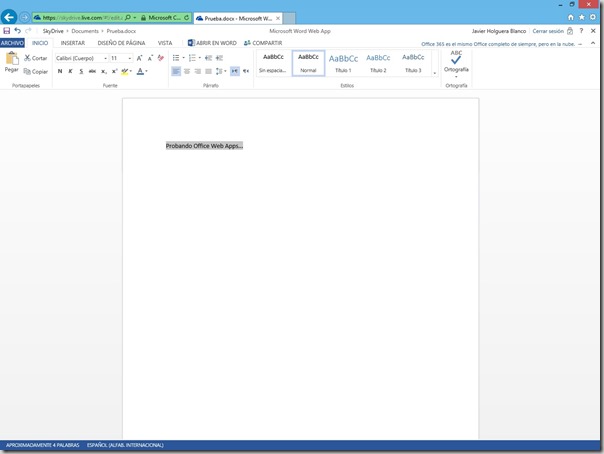 https://skydrive.live.com/#!/edit. Microsoft C... Prueba.docx - Microsoft W...
SkyDrive › Documents › Prueba.docx Microsoft Word Web App Javier Holguera Blanco Cerrar sesión ?
ARCHIVO INICIO INSERTAR DISEÑO DE PÁGINA VISTA ABRIR EN WORD COMPARTIR Office 365 es el mismo Office completo de siempre, pero en la nube.
Pegar Cortar Copiar
Calibri (Cuerpo) 11
N K S abc x₂ x²
AaBbCc Sin espacia... AaBbCc Normal AaBbCc Título 1 AaBbCc Título 2 AaBbCc Título 3
ABC Ortografía
Portapapeles Fuente Párrafo Estilos Ortografía
Probando Office Web Apps...
APROXIMADAMENTE 4 PALABRAS ESPAÑOL (ALFAB. INTERNACIONAL)